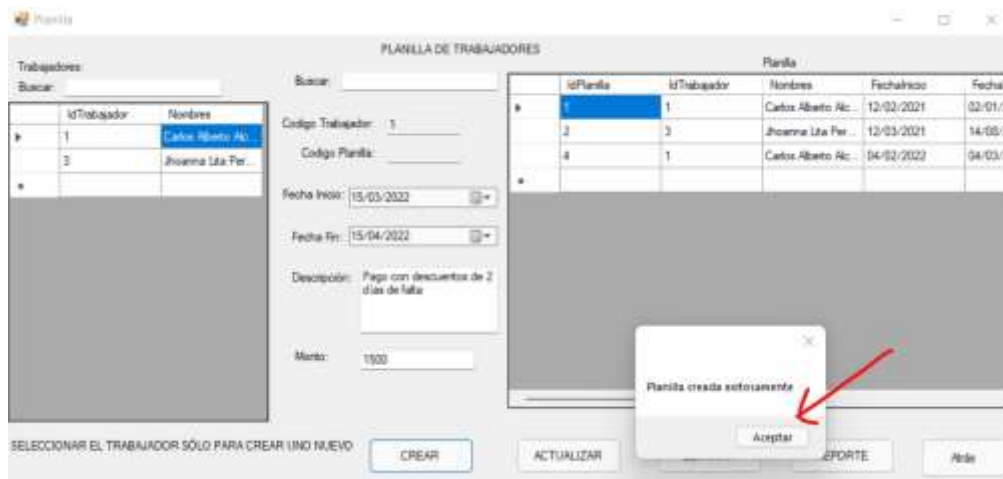 Planilla
PLANILLA DE TRABAJADORES
Trabajadores
Buscar:
IdTrabajador Nombres
1 Carlos Alberto Alc...
3 Jhoanna Lita Per...
Buscar:
Codigo Trabajador: 1
Codigo Planilla:
Fecha Inicio: 15/03/2022
Fecha Fin: 15/04/2022
Descripción: Pago con descuentos de 2
días de falta
Monto: 1500
Planilla
IdPlanilla IdTrabajador Nombres FechaInicio Fecha
1 1 Carlos Alberto Alc... 12/02/2021 02/01/
2 3 Jhoanna Lita Per... 12/03/2021 14/08/
4 1 Carlos Alberto Alc... 04/02/2022 04/03/
Planilla creada exitosamente
Aceptar
SELECCIONAR EL TRABAJADOR SÓLO PARA CREAR UNO NUEVO
CREAR ACTUALIZAR EPORTE Atrás